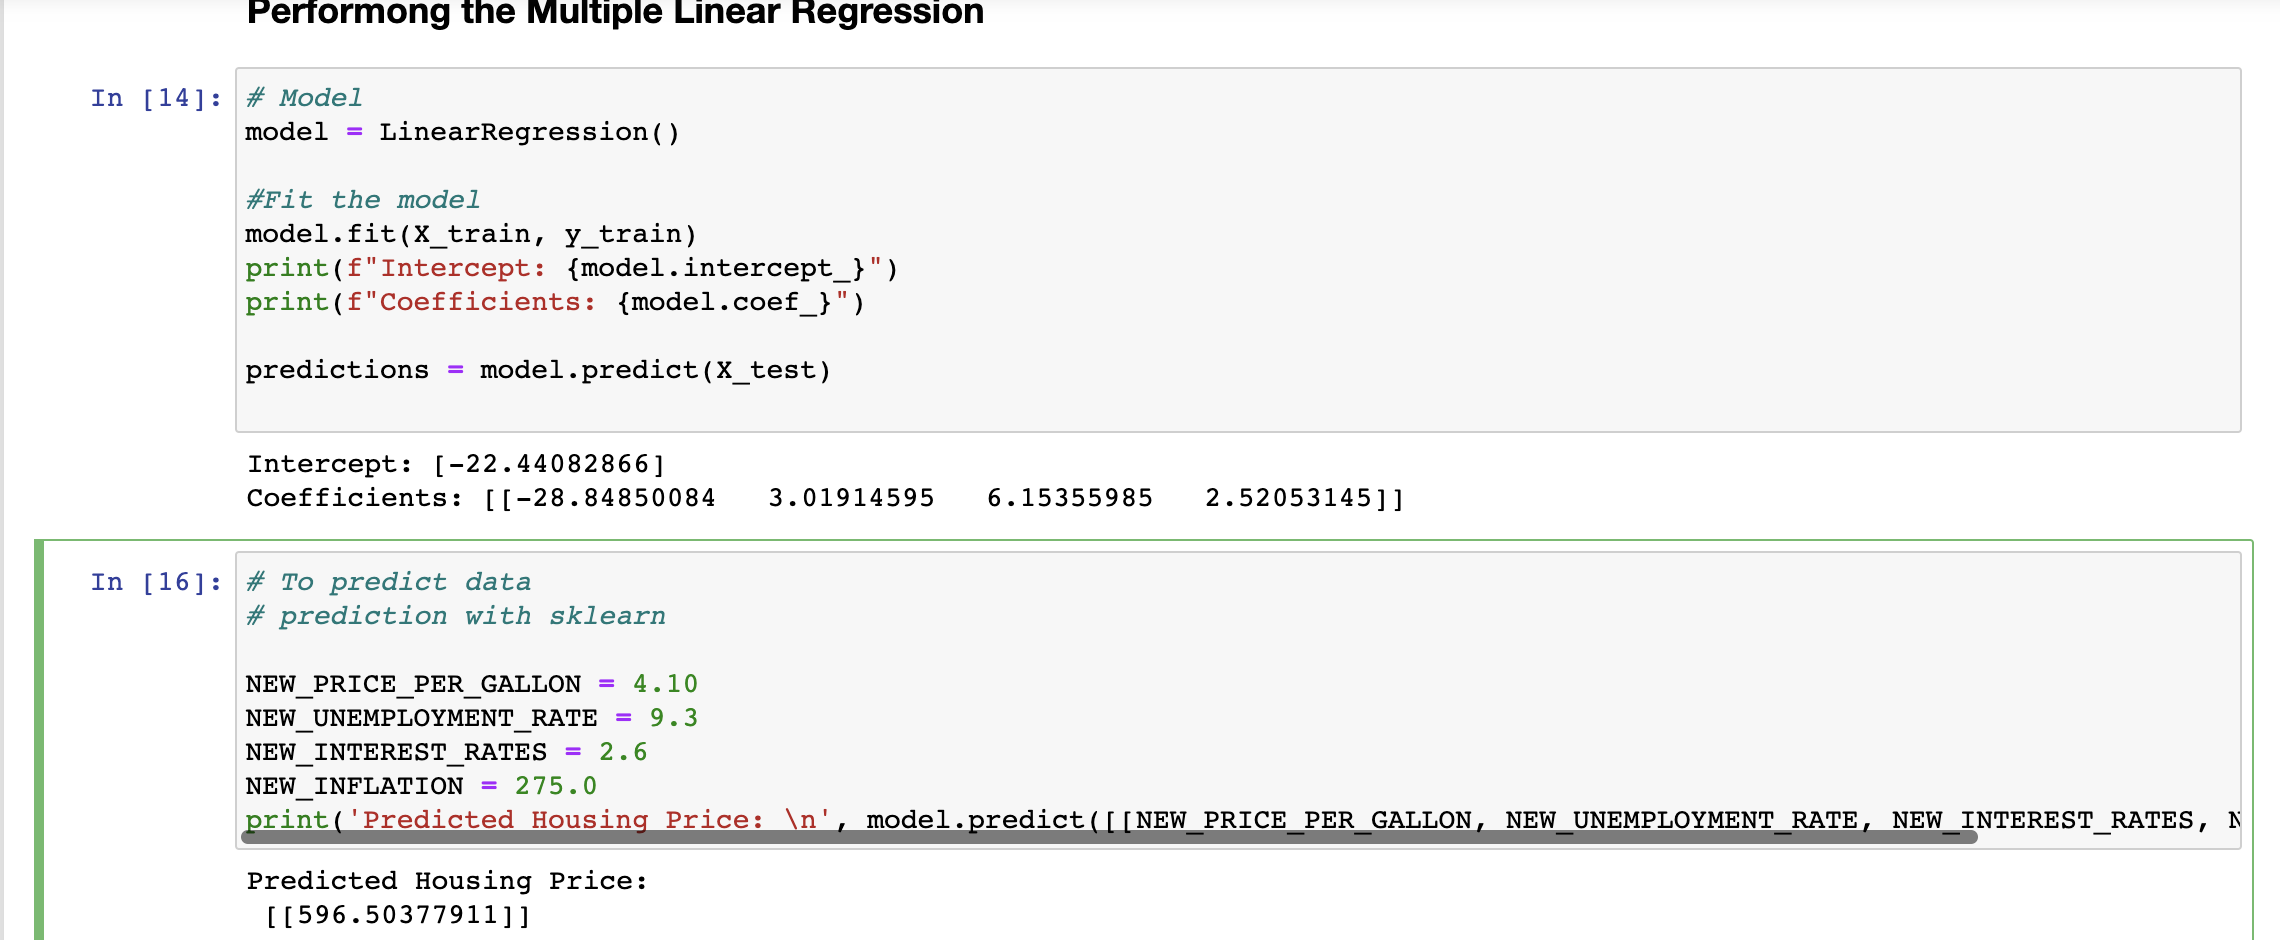 Performong the Multiple Linear Regression
In [14]:
# Model
model = LinearRegression()
#Fit the model
model.fit(X_train, y_train)
print(f"Intercept: {model.intercept_}")
print(f"Coefficients: {model.coef_}")
predictions = model.predict(X_test)
Intercept: [-22.44082866]
Coefficients: [[-28.84850084   3.01914595   6.15355985   2.52053145]]
In [16]:
# To predict data
# prediction with sklearn
NEW_PRICE_PER_GALLON = 4.10
NEW_UNEMPLOYMENT_RATE = 9.3
NEW_INTEREST_RATES = 2.6
NEW_INFLATION = 275.0
print('Predicted Housing Price: \n', model.predict([[NEW_PRICE_PER_GALLON, NEW_UNEMPLOYMENT_RATE, NEW_INTEREST_RATES,
Predicted Housing Price:
[[596.50377911]]